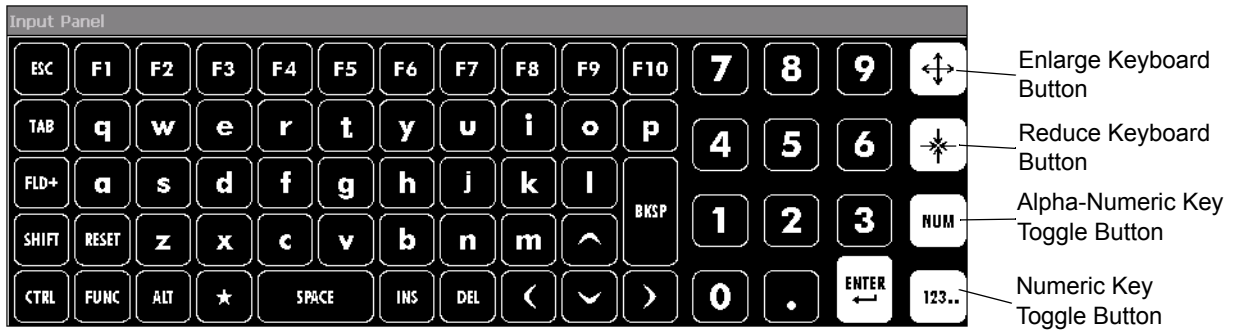 Input Panel
ESC F1 F2 F3 F4 F5 F6 F7 F8 F9 F10 7 8 9
Enlarge Keyboard
Button
TAB q w e r t y u i o p 4 5 6
Reduce Keyboard
Button
FLD+ a s d f g h j k l BKSP
SHIFT RESET z x c v b n m 1 2 3 NUM
Alpha-Numeric Key
Toggle Button
CTRL FUNC ALT SPACE INS DEL 0 . ENTER 123..
Numeric Key
Toggle Button